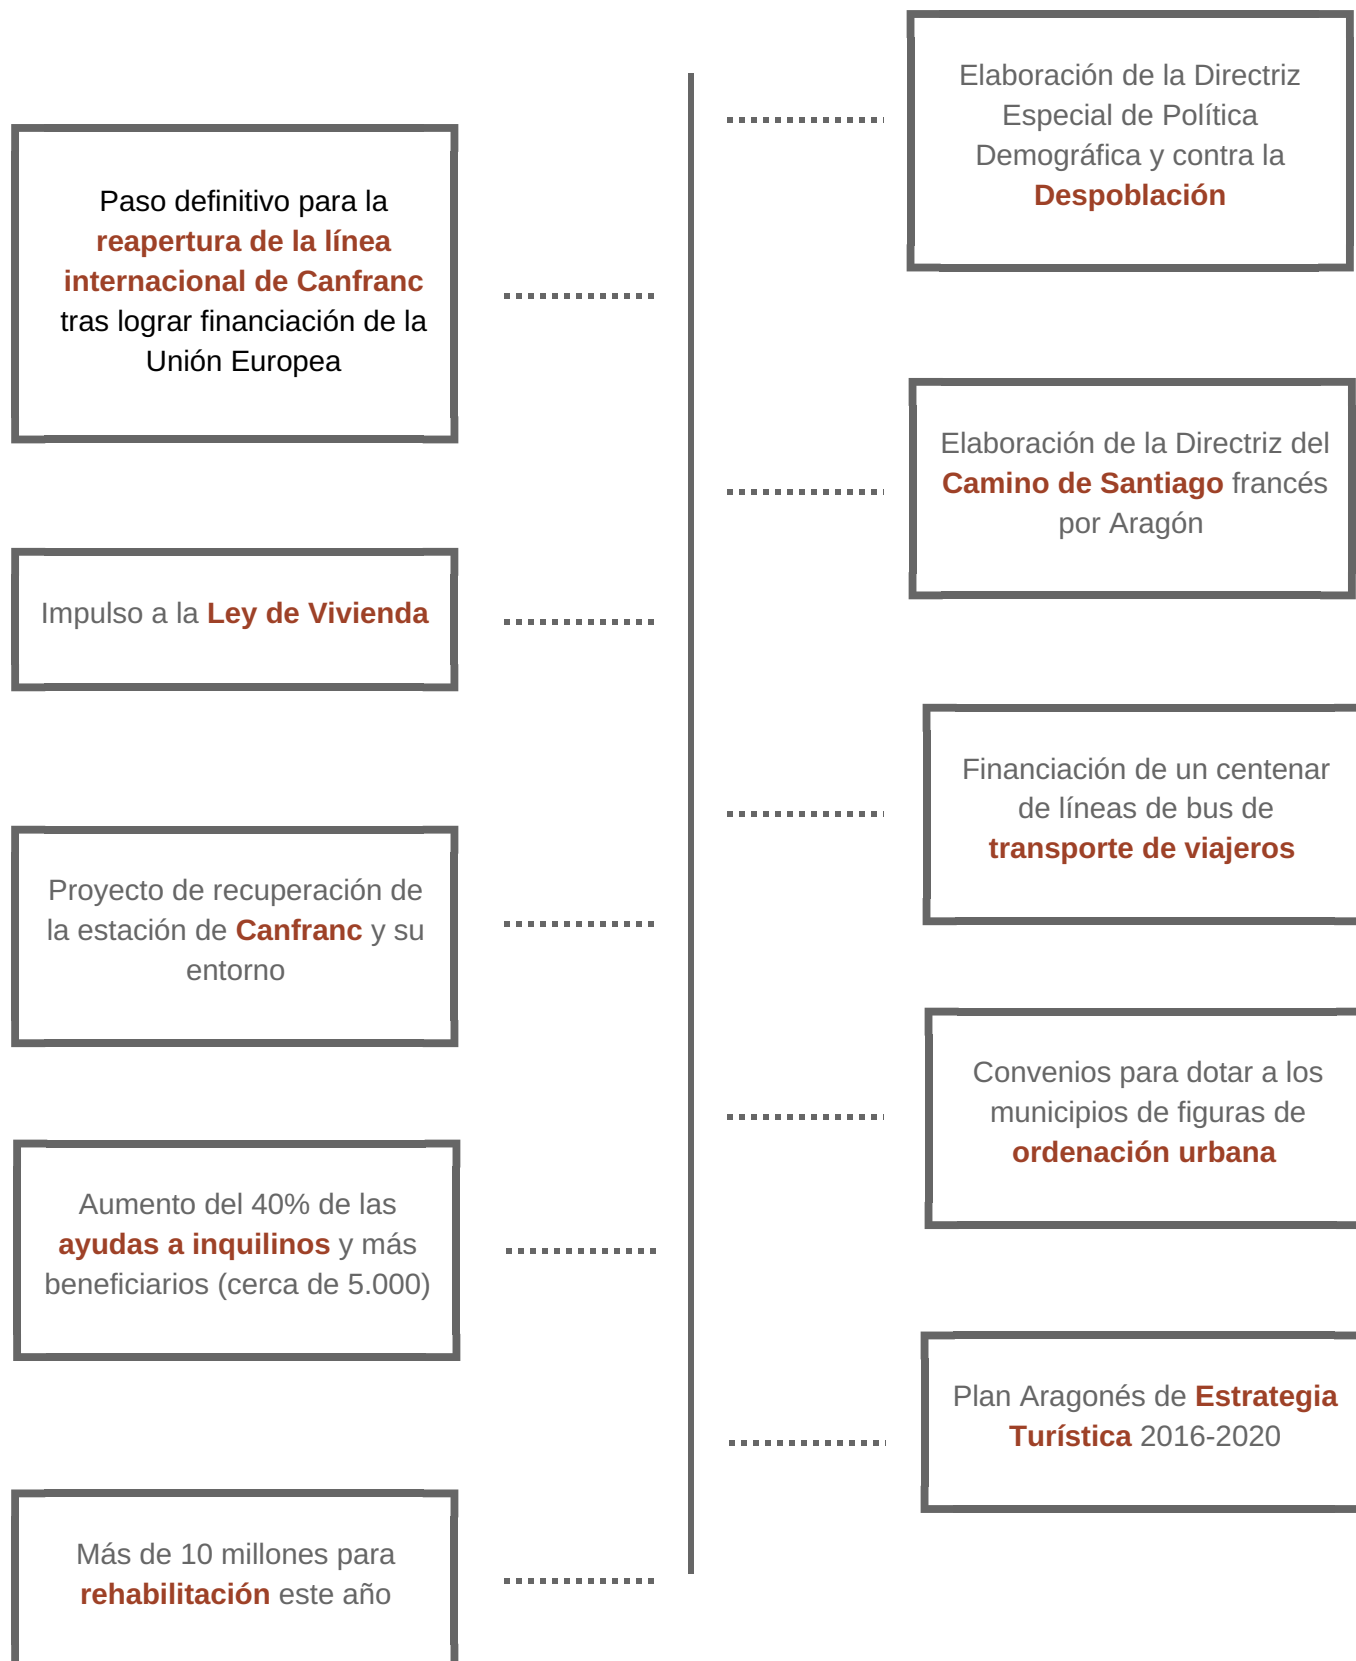 Paso definitivo para la
reapertura de la línea
internacional de Canfranc
tras lograr financiación de la
Unión Europea
Impulso a la Ley de Vivienda
Proyecto de recuperación de
la estación de Canfranc y su
entorno
Aumento del 40% de las
ayudas a inquilinos y más
beneficiarios (cerca de 5.000)
Más de 10 millones para
rehabilitación este año
Elaboración de la Directriz
Especial de Política
Demográfica y contra la
Despoblación
Elaboración de la Directriz del
Camino de Santiago francés
por Aragón
Financiación de un centenar
de líneas de bus de
transporte de viajeros
Convenios para dotar a los
municipios de figuras de
ordenación urbana
Plan Aragonés de Estrategia
Turística 2016-2020